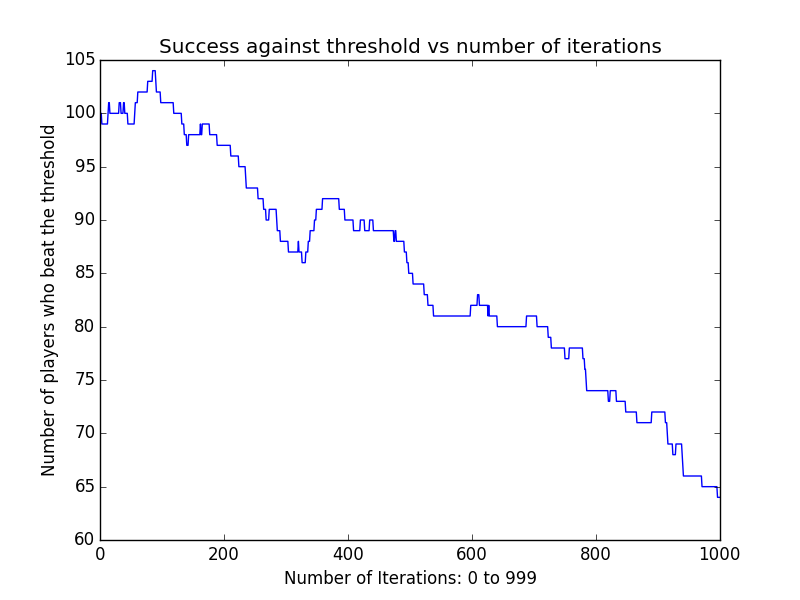 Success against threshold vs number of iterations
105
100
95
90
85
80
75
70
65
60
Number of players who beat the threshold
0 200 400 600 800 1000
Number of Iterations: 0 to 999